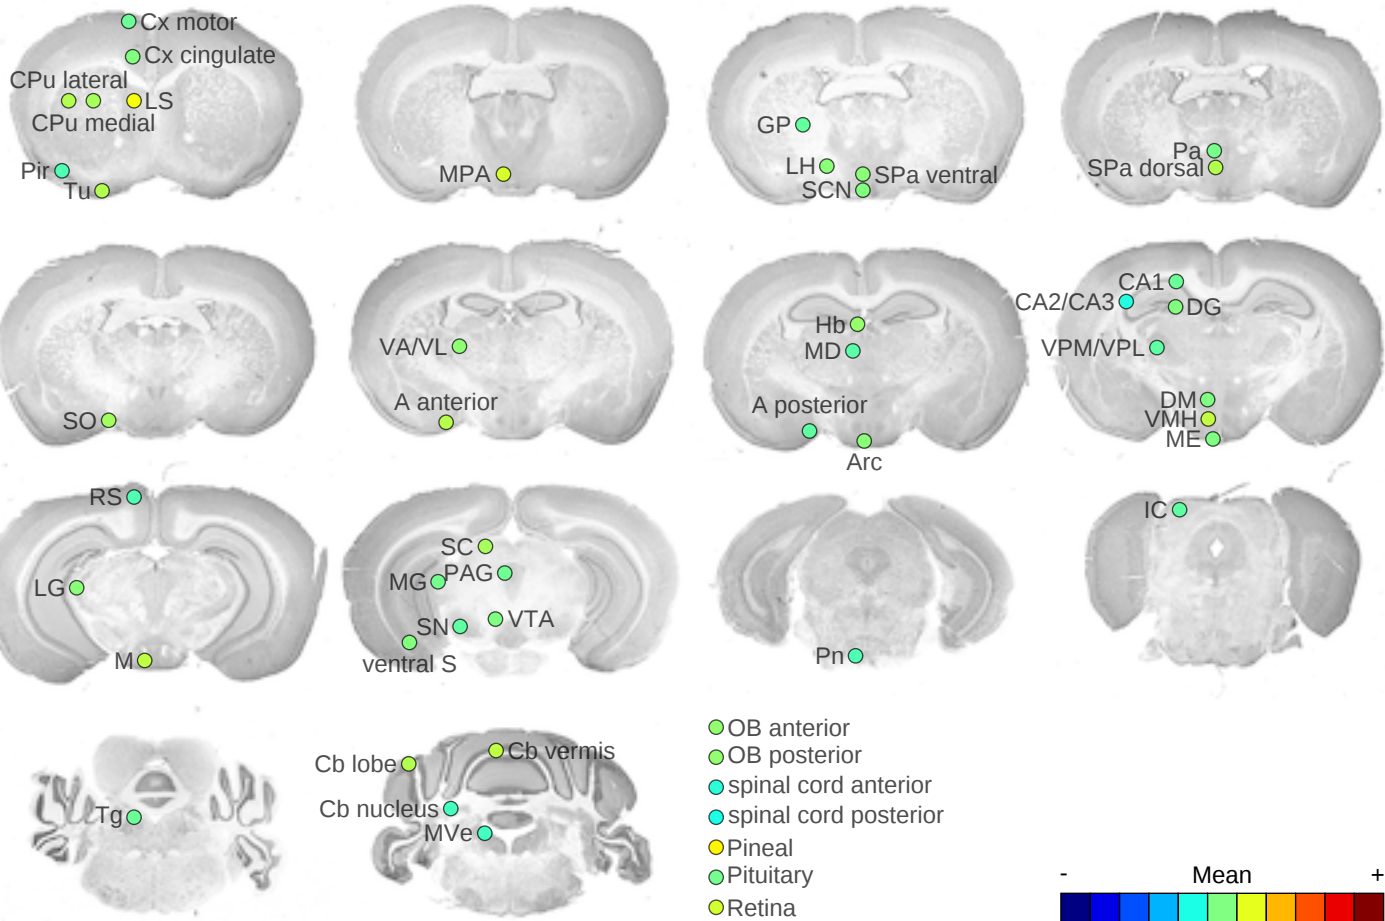 Cx motor
Cx cingulate
CPu lateral
LS
CPu medial
Pir
Tu
MPA
GP
LH
SPa ventral
SCN
Pa
SPa dorsal
SO
VA/VL
A anterior
Hb
MD
A posterior
Arc
CA1
CA2/CA3
DG
VPM/VPL
DM
VMH
ME
RS
LG
M
SC
PAG
MG
VTA
SN
ventral S
Pn
IC
Tg
Cb lobe
Cb vermis
Cb nucleus
MVe
OB anterior
OB posterior
spinal cord anterior
spinal cord posterior
Pineal
Pituitary
Retina
- Mean +